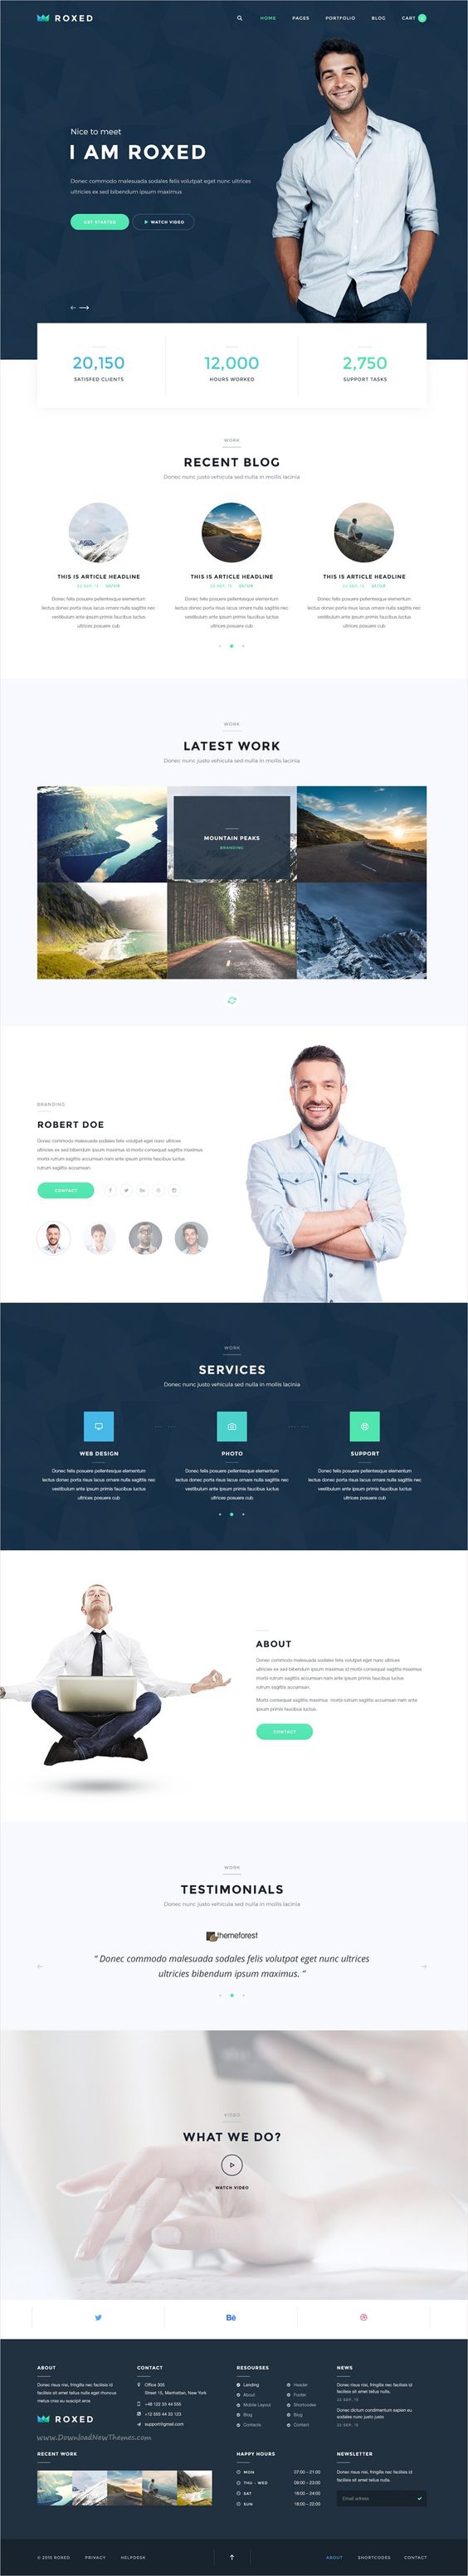 ROXED
HOME PAGES PORTFOLIO BLOG CART
Nice to meet
I AM ROXED
Donec commodo malesuada sodales felis volutpat eget nunc ultrices
ultricies ex sed bibendum ipsum maximus
GET STARTED
WATCH VIDEO
20,150 12,000 2,750
SATISFED CLIENTS HOURS WORKED SUPPORT TASKS
WORK
RECENT BLOG
Donec nunc justo vehicula sed nulla in mollis lacinia
THIS IS ARTICLE HEADLINE THIS IS ARTICLE HEADLINE THIS IS ARTICLE HEADLINE
Donec felis posuere pellentesque elementum Donec felis posuere pellentesque elementum Donec felis posuere pellentesque elementum
lectus donec porta risus lacus ornare nulla sagittis nec lectus donec porta risus lacus ornare nulla sagittis nec lectus donec porta risus lacus ornare nulla sagittis nec
vestibulum ante ipsum primis faucibus luctus vestibulum ante ipsum primis faucibus luctus vestibulum ante ipsum primis faucibus luctus
ultrices posuere cub ultrices posuere cub ultrices posuere cub
WORK
LATEST WORK
Donec nunc justo vehicula sed nulla in mollis lacinia
MOUNTAIN PEAKS
BRANDING
BRANDING
ROBERT DOE
Donec commodo malesuada sodales felis volutpat eget nunc ultrices
ultricies ex sed bibendum ipsum maximus id morbi consequat sagittis maximus
morbi rutrum sagittis accumsan nam ante ipsum primis faucibus luctus
rutrum sagittis accumsan.
CONTACT
WORK
SERVICES
Donec nunc justo vehicula sed nulla in mollis lacinia
WEB DESIGN PHOTO SUPPORT
Donec felis posuere pellentesque elementum Donec felis posuere pellentesque elementum Donec felis posuere pellentesque elementum
lectus donec porta risus lacus ornare nulla sagittis nec lectus donec porta risus lacus ornare nulla sagittis nec lectus donec porta risus lacus ornare nulla sagittis nec
vestibulum ante ipsum primis faucibus luctus vestibulum ante ipsum primis faucibus luctus vestibulum ante ipsum primis faucibus luctus
ultrices posuere cub ultrices posuere cub ultrices posuere cub
ABOUT
Donec commodo malesuada sodales felis volutpat eget nunc ultrices
ultricies ex sed bibendum ipsum maximus id morbi consequat sagittis maximus
morbi rutrum sagittis accumsan nam ante ipsum primis faucibus luctus
rutrum sagittis accumsan.
Morbi consequat sagittis maximus morbi rutrum sagittis accumsan nam ante
ipsum primis faucibus luctus.
CONTACT
WORK
TESTIMONIALS
Donec nunc justo vehicula sed nulla in mollis lacinia
themeforest
“ Donec commodo malesuada sodales felis volutpat eget nunc ultrices
ultricies bibendum ipsum maximus. ”
VIDEO
WHAT WE DO?
WATCH VIDEO
Bē
ABOUT CONTACT RESOURSES NEWS
Donec risus nisi, fringilla nec facilisis id
facilisis sit amet tellus nulla eget rhoncus
metus cras eu suscipit eros
ROXED
www.DownloadNewThemes.com
Office 305
Street 15, Manhattan, New York
+48 122 33 44 555
+12 555 44 33 123
support@gmail.com
Landing Header
About Footer
Mobile Layout Shortcodes
Blog Blog
Contacts Contact
Donec risus nisi, fringilla nec facilisis id
facilisis sit amet tellus nulla.
22 SEP, 15
Donec dictum condimentum sapien eu
sodales nunc justo justo
22 SEP, 15
RECENT WORK HAPPY HOURS NEWSLETTER
MON 07:00 – 21:00
THU - WED 09:00 – 23:00
SAT 18:00 – 24:00
SUN 18:00 – 22:00
Donec risus nisi, fringilla nec facilisis id
facilisis sit amet tellus nulla.
Email adress
© 2015 ROXED PRIVACY HELPDESK ABOUT SHORTCODES CONTACT